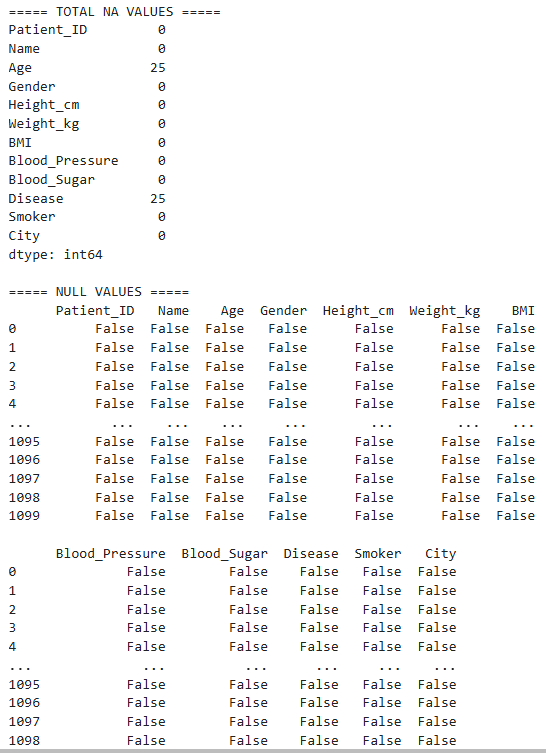 ===== TOTAL NA VALUES =====
Patient_ID         0
Name               0
Age               25
Gender             0
Height_cm          0
Weight_kg          0
BMI                0
Blood_Pressure     0
Blood_Sugar        0
Disease           25
Smoker             0
City               0
dtype: int64

===== NULL VALUES =====
      Patient_ID   Name    Age  Gender  Height_cm  Weight_kg    BMI
0          False  False  False   False      False      False  False
1          False  False  False   False      False      False  False
2          False  False  False   False      False      False  False
3          False  False  False   False      False      False  False
4          False  False  False   False      False      False  False
...          ...    ...    ...     ...        ...        ...    ...
1095       False  False  False   False      False      False  False
1096       False  False  False   False      False      False  False
1097       False  False  False   False      False      False  False
1098       False  False  False   False      False      False  False
1099       False  False  False   False      False      False  False

      Blood_Pressure  Blood_Sugar  Disease  Smoker   City
0              False        False    False   False  False
1              False        False    False   False  False
2              False        False    False   False  False
3              False        False    False   False  False
4              False        False    False   False  False
...              ...          ...      ...     ...    ...
1095           False        False    False   False  False
1096           False        False    False   False  False
1097           False        False    False   False  False
1098           False        False    False   False  False